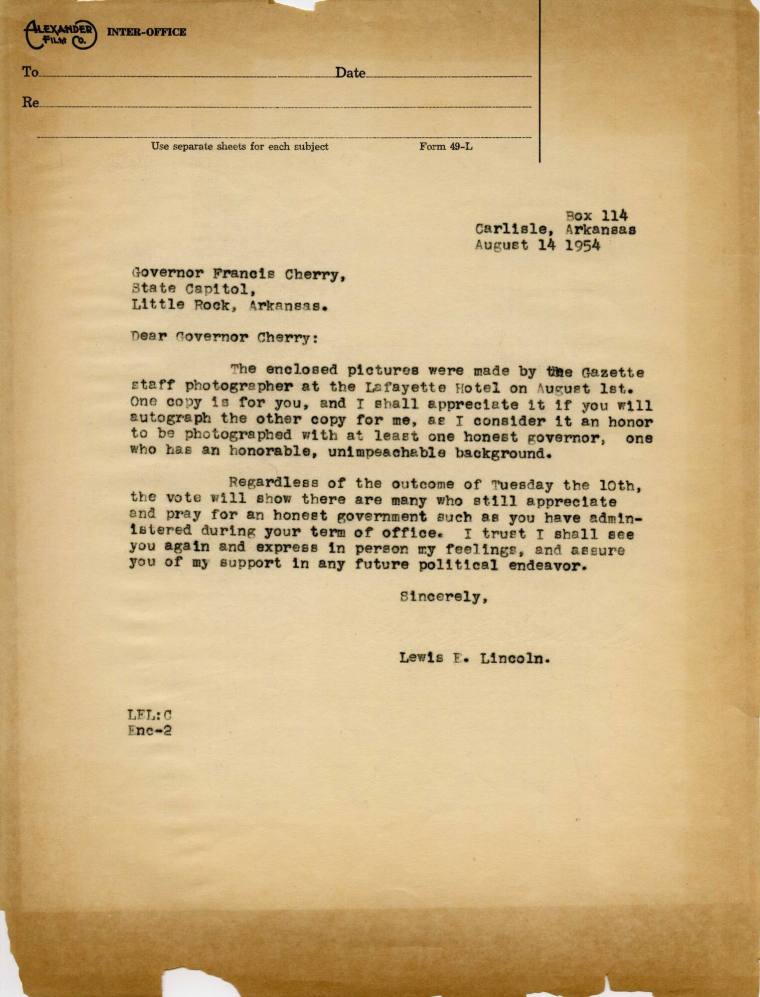 ALEXANDER FILM CO. INTER-OFFICE
To Date
Re
Use separate sheets for each subject Form 49-L
Box 114
Carlisle, Arkansas
August 14 1954
Governor Francis Cherry,
State Capitol,
Little Rock, Arkansas.
Dear Governor Cherry:
The enclosed pictures were made by the Gazette
staff photographer at the Lafayette Hotel on August 1st.
One copy is for you, and I shall appreciate it if you will
autograph the other copy for me, as I consider it an honor
to be photographed with at least one honest governor, one
who has an honorable, unimpeachable background.
Regardless of the outcome of Tuesday the 10th,
the vote will show there are many who still appreciate
and pray for an honest government such as you have admin-
istered during your term of office. I trust I shall see
you again and express in person my feelings, and assure
you of my support in any future political endeavor.
Sincerely,
Lewis E. Lincoln.
LEL:C
Enc-2